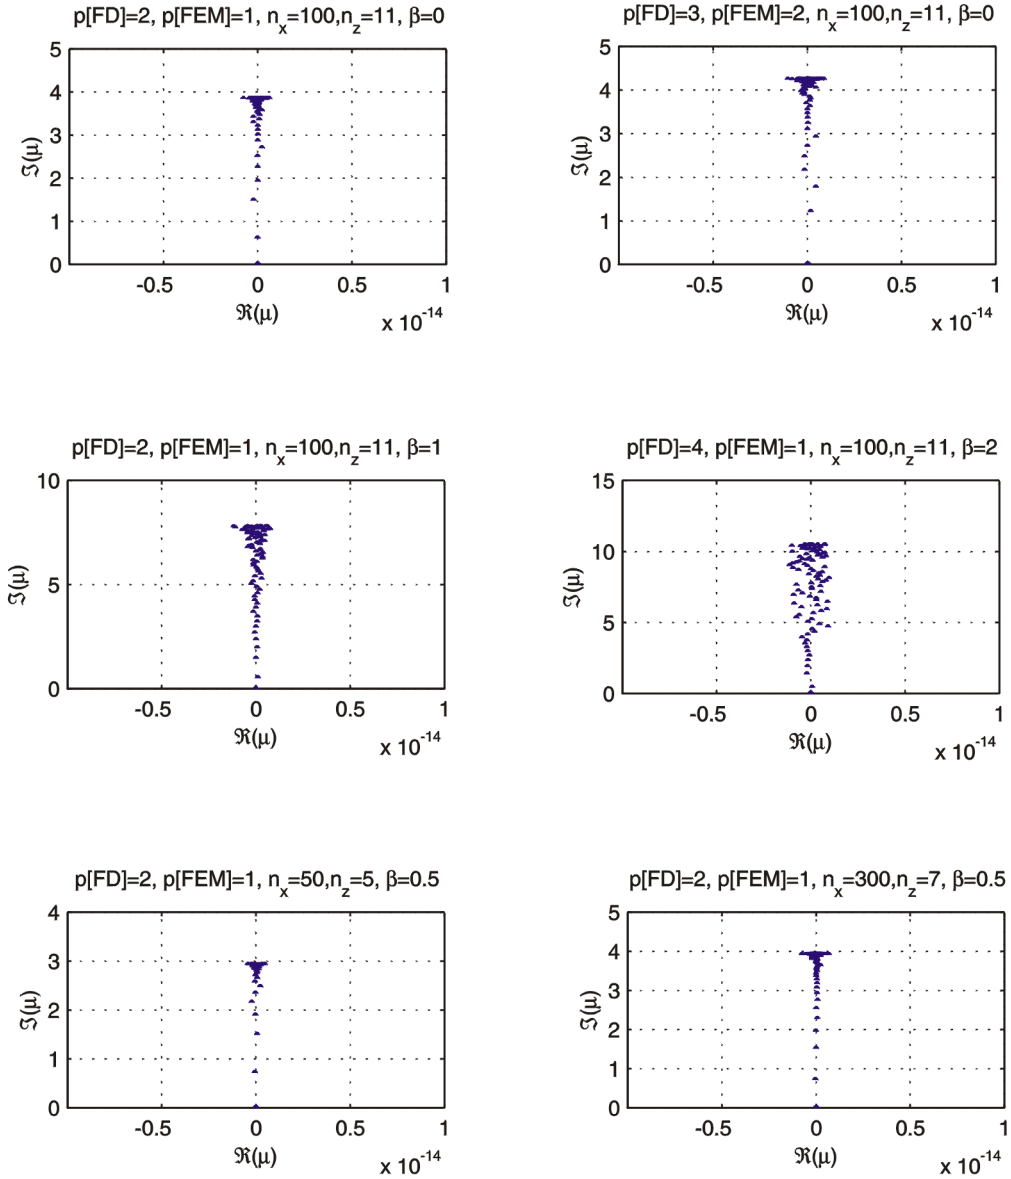 p[FD]=2, p[FEM]=1, nₓ=100,n_z=11, β=0
5
4
3
2
1
0
ℑ(μ)
-0.5 0 0.5 1
ℜ(μ)
x 10⁻¹⁴
p[FD]=3, p[FEM]=2, nₓ=100,n_z=11, β=0
5
4
3
2
1
0
ℑ(μ)
-0.5 0 0.5 1
ℜ(μ)
x 10⁻¹⁴
p[FD]=2, p[FEM]=1, nₓ=100,n_z=11, β=1
10
5
0
ℑ(μ)
-0.5 0 0.5 1
ℜ(μ)
x 10⁻¹⁴
p[FD]=4, p[FEM]=1, nₓ=100,n_z=11, β=2
15
10
5
0
ℑ(μ)
-0.5 0 0.5 1
ℜ(μ)
x 10⁻¹⁴
p[FD]=2, p[FEM]=1, nₓ=50,n_z=5, β=0.5
4
3
2
1
0
ℑ(μ)
-0.5 0 0.5 1
ℜ(μ)
x 10⁻¹⁴
p[FD]=2, p[FEM]=1, nₓ=300,n_z=7, β=0.5
5
4
3
2
1
0
ℑ(μ)
-0.5 0 0.5 1
ℜ(μ)
x 10⁻¹⁴